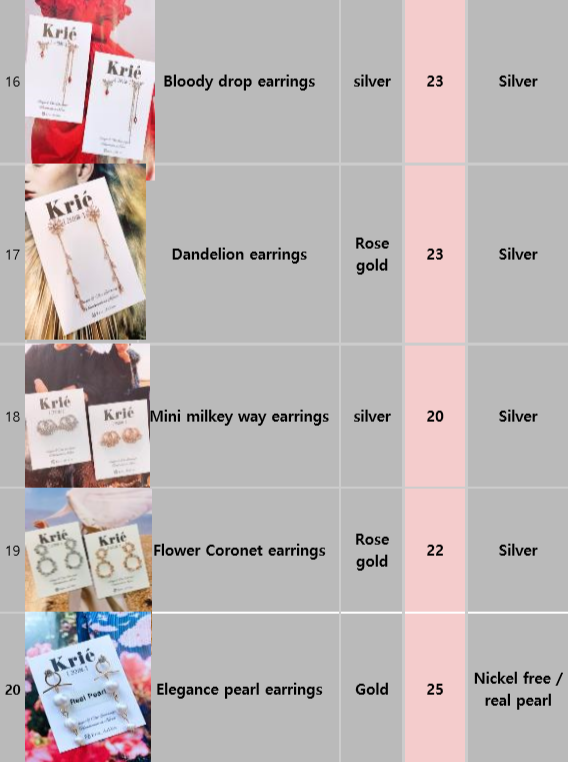 16
Krié
Krié
Bloody drop earrings
silver
23
Silver
17
Krié
Dandelion earrings
Rose
gold
23
Silver
18
Krié
Krié
Mini milkey way earrings
silver
20
Silver
19
Krié
Krié
Flower Coronet earrings
Rose
gold
22
Silver
20
Krié
Real Pearl
Elegance pearl earrings
Gold
25
Nickel free /
real pearl